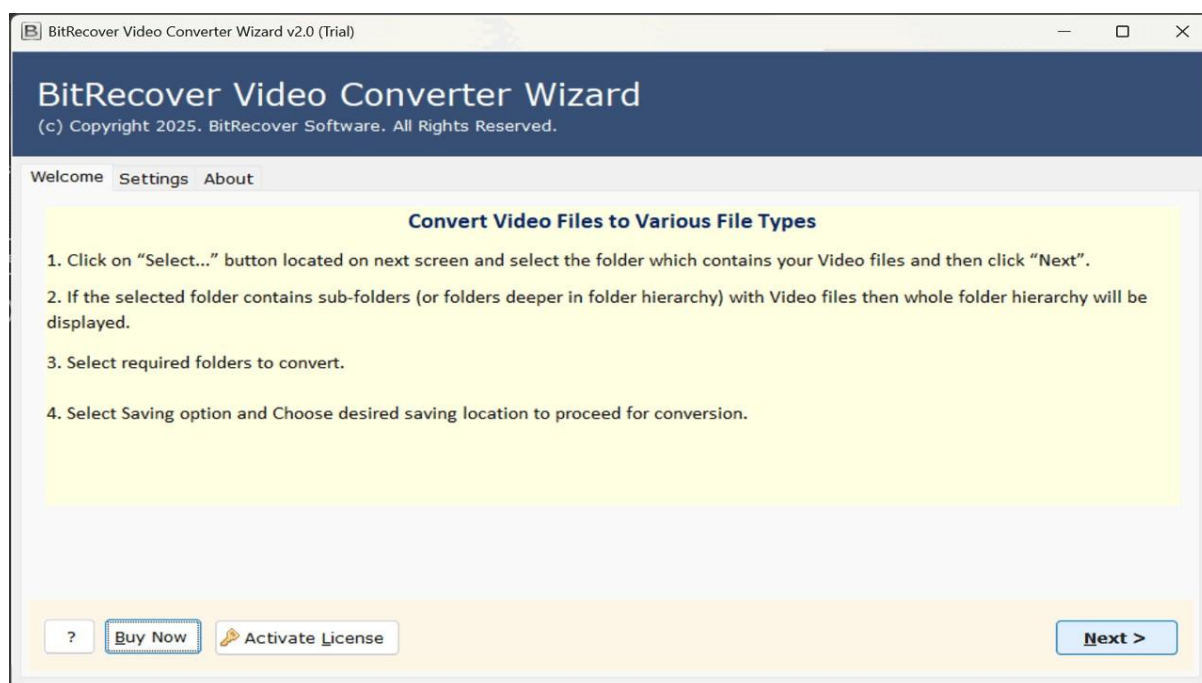 BitRecover Video Converter Wizard v2.0 (Trial)
BitRecover Video Converter Wizard
(c) Copyright 2025. BitRecover Software. All Rights Reserved.
Welcome Settings About
Convert Video Files to Various File Types
1. Click on “Select...” button located on next screen and select the folder which contains your Video files and then click “Next”.
2. If the selected folder contains sub-folders (or folders deeper in folder hierarchy) with Video files then whole folder hierarchy will be
displayed.
3. Select required folders to convert.
4. Select Saving option and Choose desired saving location to proceed for conversion.
? Buy Now Activate License Next >